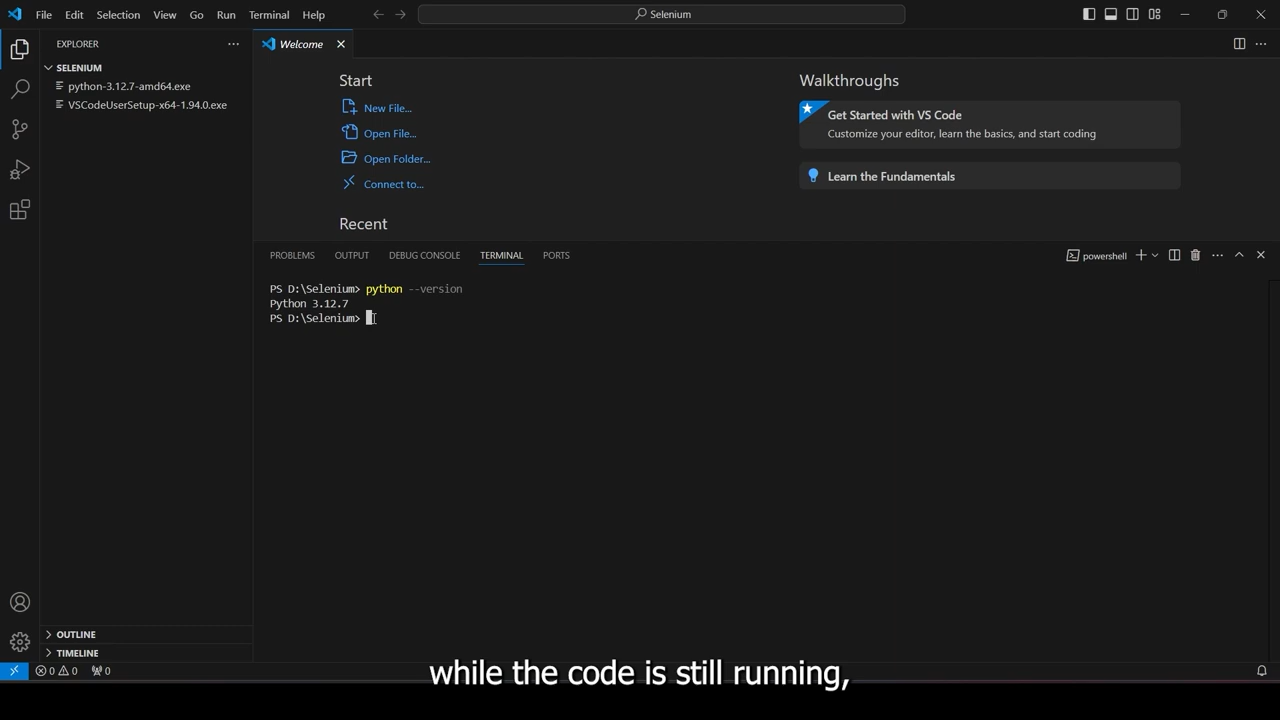 File Edit Selection View Go Run Terminal Help
Selenium
EXPLORER
SELENIUM
python-3.12.7-amd64.exe
VSCodeUserSetup-x64-1.94.0.exe
Welcome
Start
New File...
Open File...
Open Folder...
Connect to...
Recent
Walkthroughs
Get Started with VS Code
Customize your editor, learn the basics, and start coding
Learn the Fundamentals
PROBLEMS OUTPUT DEBUG CONSOLE TERMINAL PORTS
powershell
PS D:\Selenium> python --version
Python 3.12.7
PS D:\Selenium>
OUTLINE
TIMELINE
0 0 0
while the code is still running,